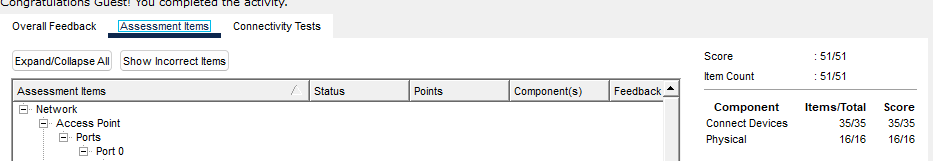 Congratulations Guest! You completed the activity.
Overall Feedback Assessment Items Connectivity Tests
Expand/Collapse All Show Incorrect Items
Assessment Items Status Points Component(s) Feedback
Network
Access Point
Ports
Port 0
Score : 51/51
Item Count : 51/51
Component Items/Total Score
Connect Devices 35/35 35/35
Physical 16/16 16/16